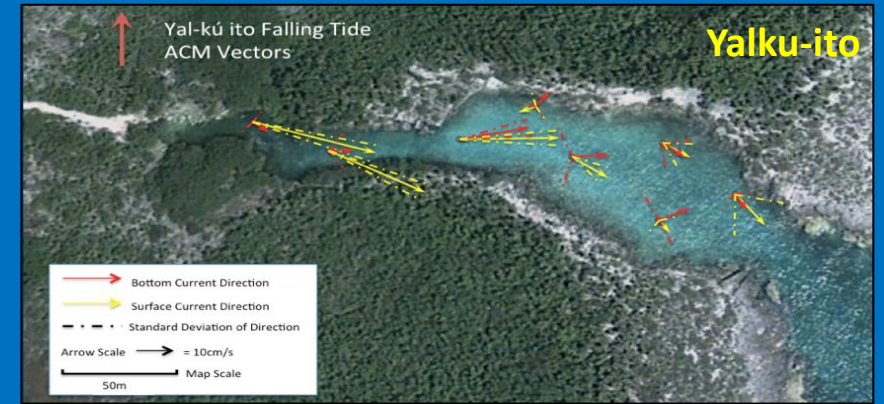 Yal-kú ito Falling Tide
ACM Vectors
Yalku-ito
Bottom Current Direction
Surface Current Direction
Standard Deviation of Direction
Arrow Scale = 10cm/s
Map Scale
50m